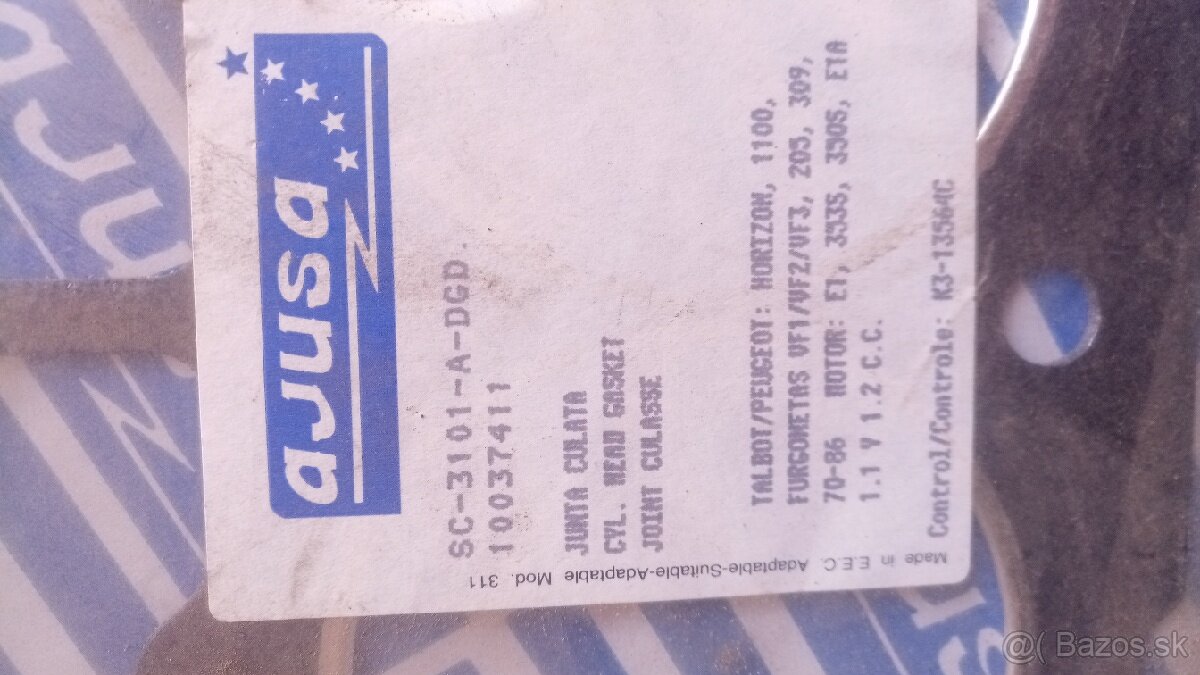 ajusa
SC-3101-A-DGD.
10037411
JUNTA CULATA
CYL. HEAD GASKET
JOINT CULASSE
TALBOT/PEUGEOT: HORIZON, 1100,
FURGONETAS VF1/VF2/VF3, 205, 309,
70-86 MOTOR: E1, 3535, 3505, E1A
1.1 Y 1.2 C.C.
Control/Controle: K3-13564C
Made in E.E.C. Adaptable-Suitable-Adaptable Mod. 311
@ Bazos.sk